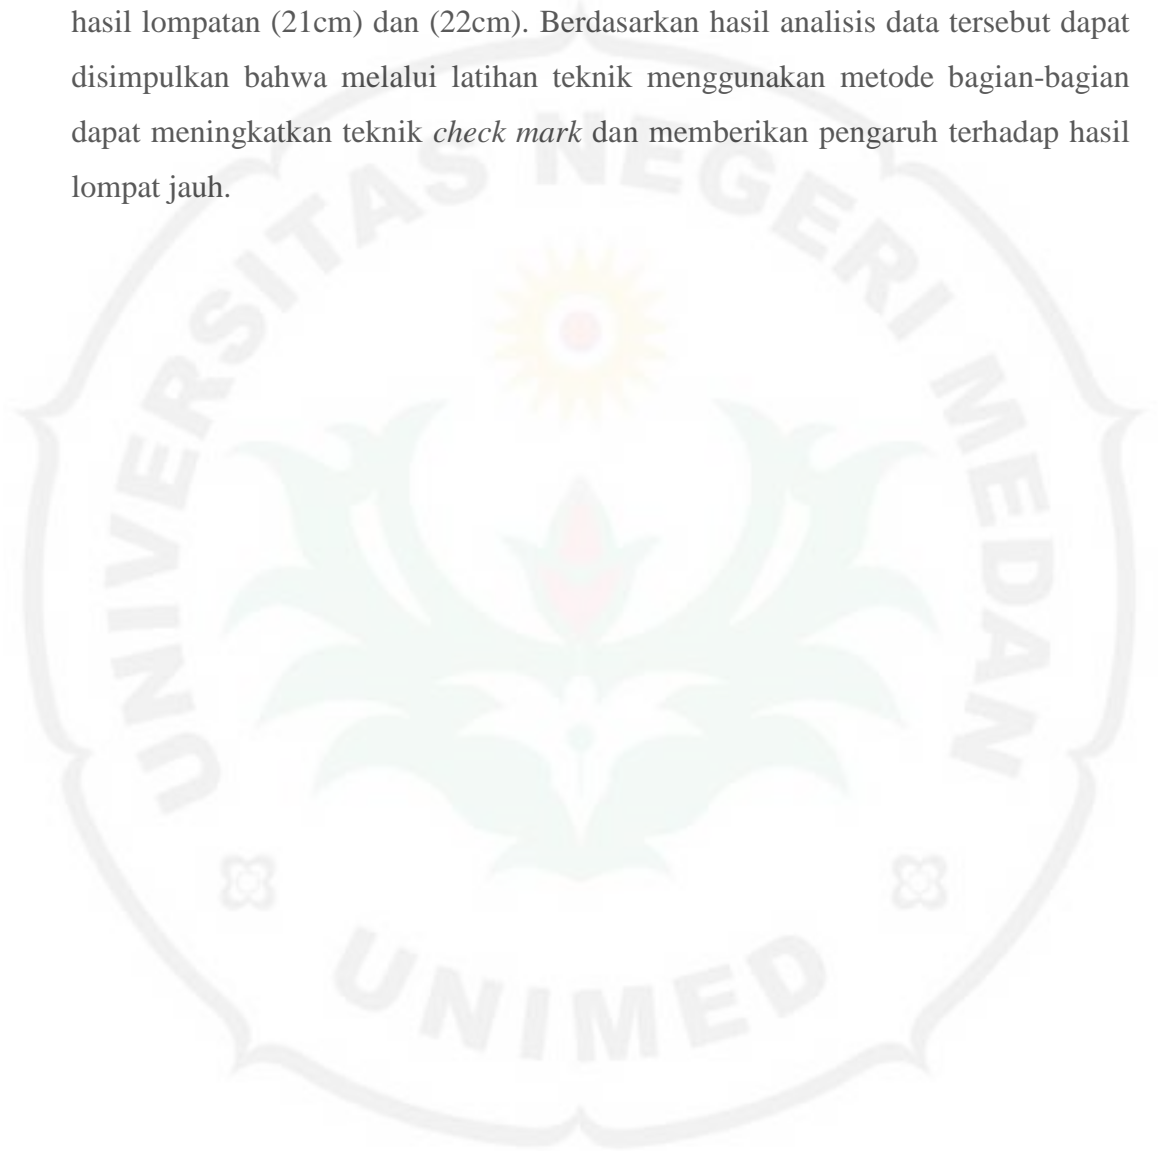 hasil lompatan (21cm) dan (22cm). Berdasarkan hasil analisis data tersebut dapat
disimpulkan bahwa melalui latihan teknik menggunakan metode bagian-bagian
dapat meningkatkan teknik check mark dan memberikan pengaruh terhadap hasil
lompat jauh.
UNIVERSITAS NEGERI MEDAN
UNIMED